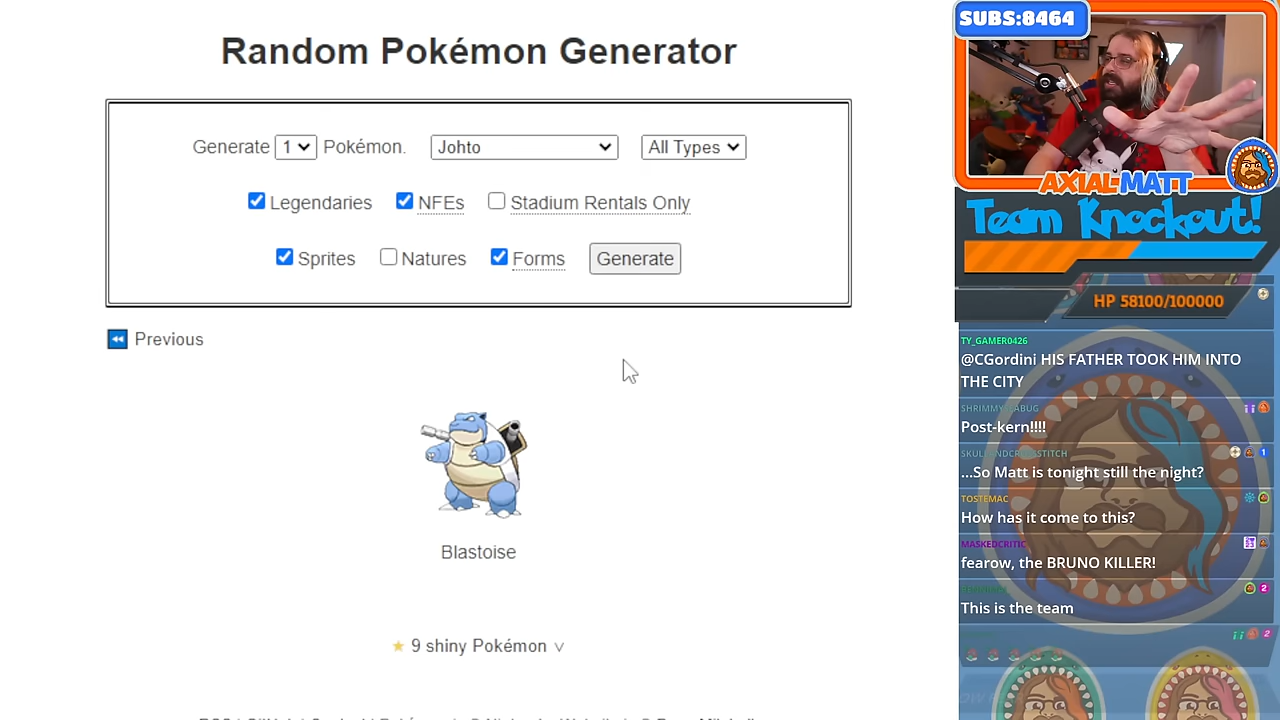 Random Pokémon Generator
Generate 1 Pokémon. Johto All Types
Legendaries NFEs Stadium Rentals Only
Sprites Natures Forms Generate
Previous
Blastoise
9 shiny Pokémon
SUBS:8464
AXIALMATT
Team Knockout!
HP 58100/100000
TY_GAMER0426
@CGordini HIS FATHER TOOK HIM INTO
THE CITY
Post-kern!!!!
...So Matt is tonight still the night?
TOSTEMAC
How has it come to this?
MASKEDCRITIC
fearow, the BRUNO KILLER!
This is the team